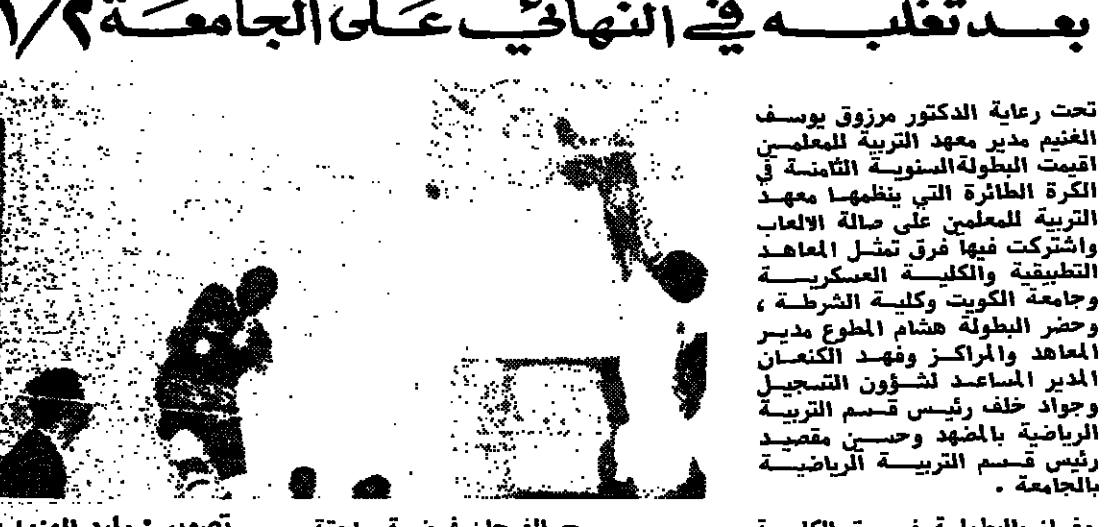 بعد تغلبه في النهائي على الجامعة ١/٢
تحت رعاية الدكتور مرزوق يوسف
الغنيم مدير معهد التربية للمعلمين
اقيمت البطولة السنوية الثامنة في
الكرة الطائرة التي ينظمها معهد
التربية للمعلمين على صالة الالعاب
واشتركت فيها فرق تمثل المعاهد
التطبيقية والكلية العسكرية
وجامعة الكويت وكلية الشرطة ،
وحضر البطولة هشام المطوع مدير
المعاهد والمراكز وفهد الكنعان
المدير المساعد لشؤون التسجيل
وجواد خلف رئيس قسم التربية
الرياضية بالمضهد وحسين مقصيد
رئيس قسم التربية الرياضية
بالجامعة .